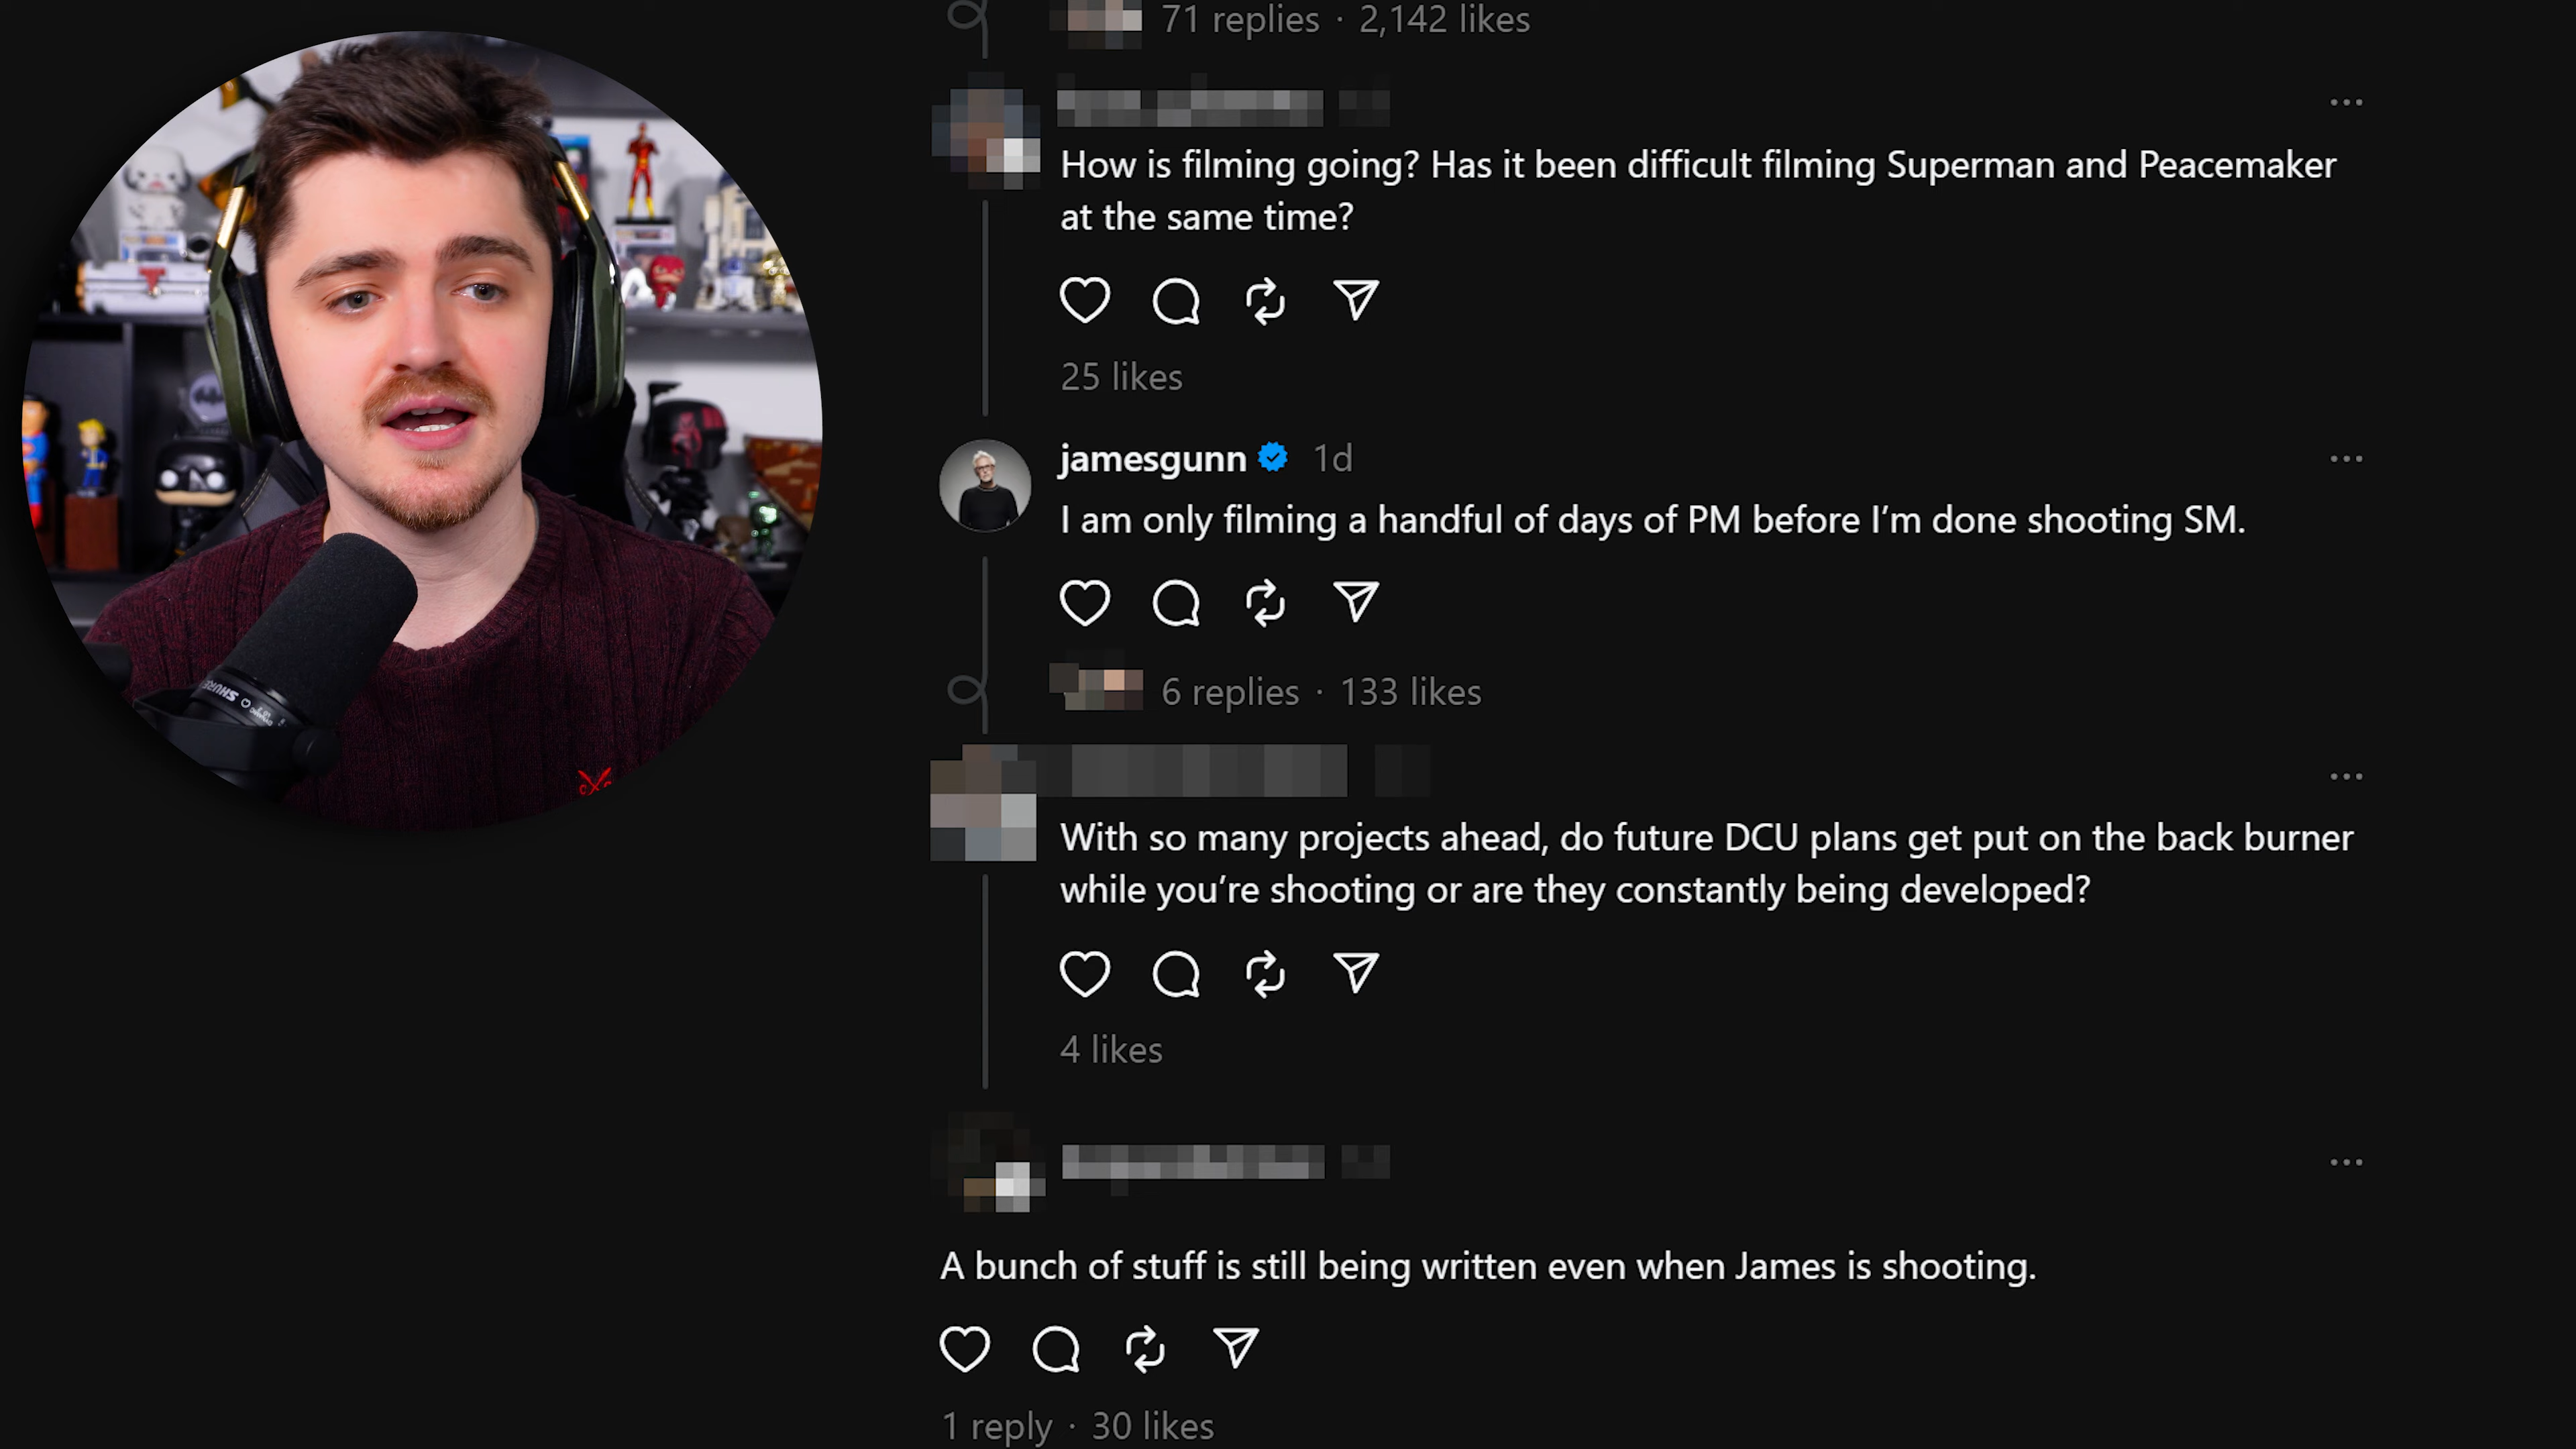 71 replies · 2,142 likes
How is filming going? Has it been difficult filming Superman and Peacemaker
at the same time?
25 likes
jamesgunn 1d
I am only filming a handful of days of PM before I’m done shooting SM.
6 replies · 133 likes
With so many projects ahead, do future DCU plans get put on the back burner
while you’re shooting or are they constantly being developed?
4 likes
A bunch of stuff is still being written even when James is shooting.
1 reply · 30 likes
SHURE